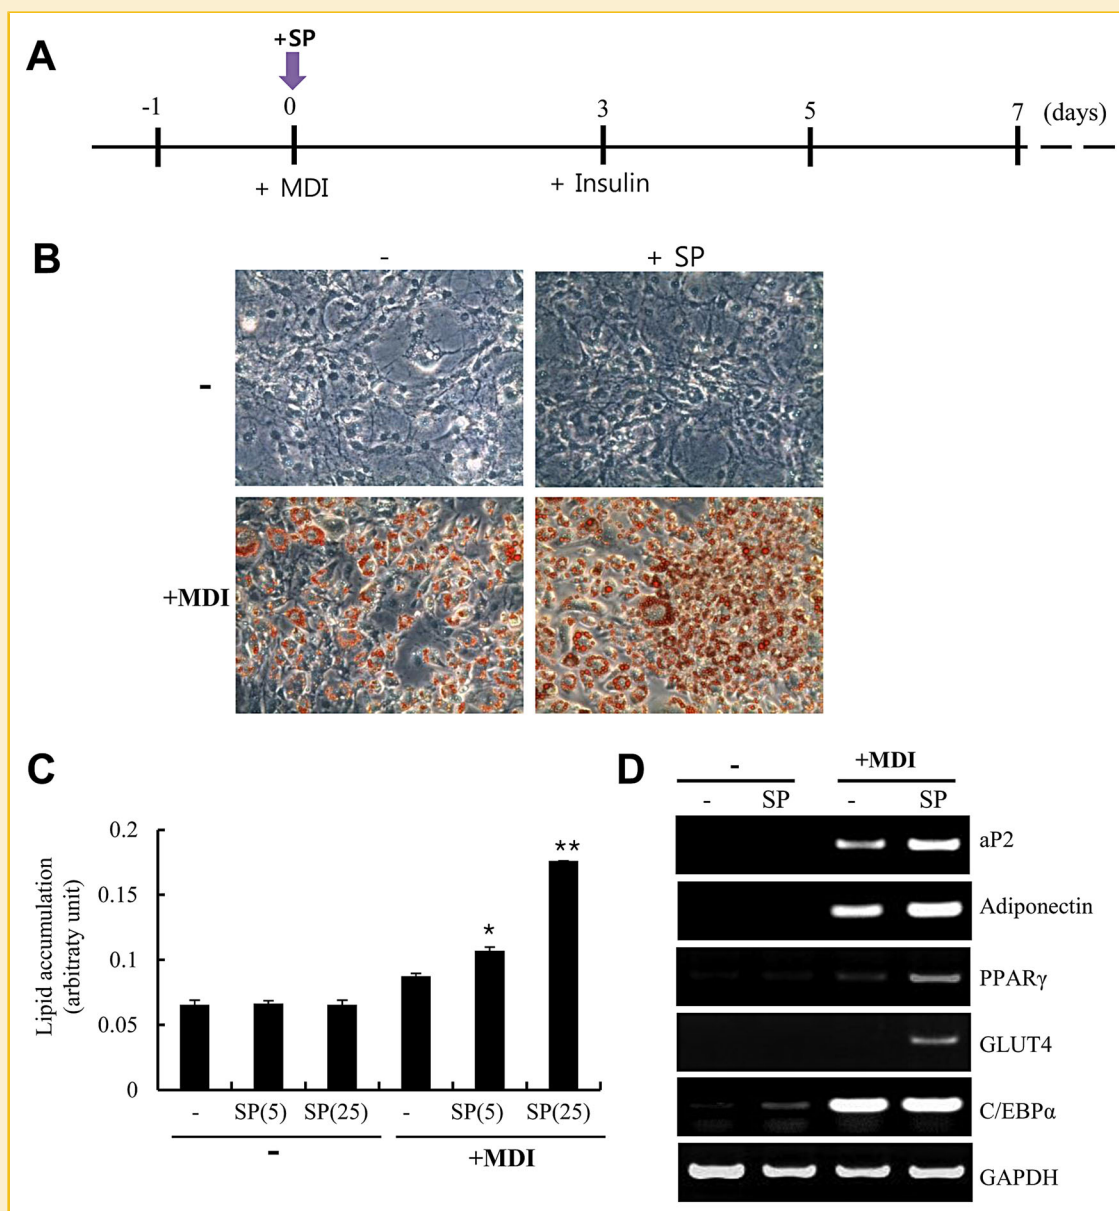 A
+SP
-1 0 3 5 7 (days)
+ MDI + Insulin
B
- + SP
-
+MDI
C
Lipid accumulation
(arbitraty unit)
0.2
0.15
0.1
0.05
0
*
**
- SP(5) SP(25) - SP(5) SP(25)
- +MDI
D
- +MDI
- SP - SP
aP2
Adiponectin
PPARγ
GLUT4
C/EBPα
GAPDH